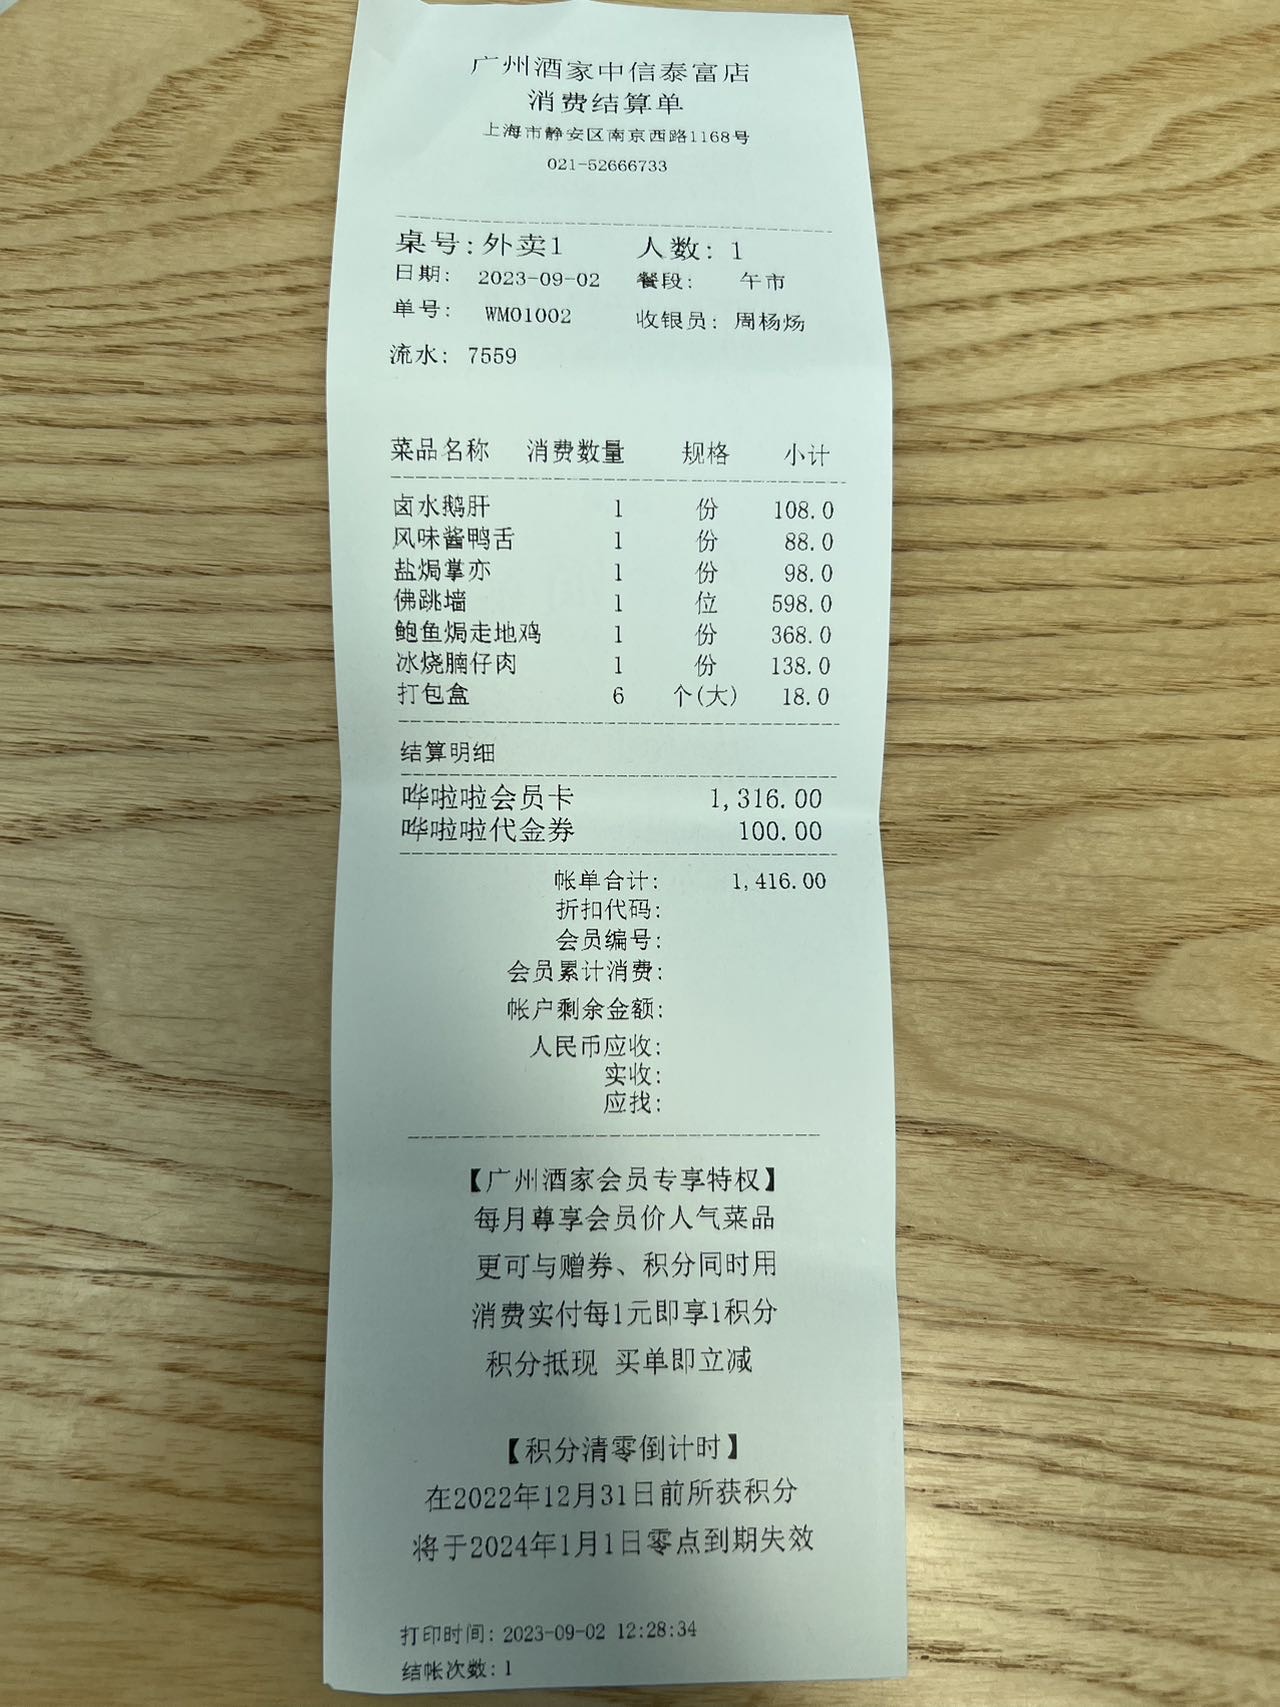 广州酒家中信泰富店
消费结算单
上海市静安区南京西路1168号
021-52666733
桌号:外卖1 人数: 1
日期: 2023-09-02 餐段: 午市
单号: WM01002 收银员: 周杨炀
流水: 7559
菜品名称 消费数量 规格 小计
卤水鹅肝 1 份 108.0
风味酱鸭舌 1 份 88.0
盐焗掌亦 1 份 98.0
佛跳墙 1 位 598.0
鲍鱼焗走地鸡 1 份 368.0
冰烧腩仔肉 1 份 138.0
打包盒 6 个(大) 18.0
结算明细
哗啦啦会员卡 1,316.00
哗啦啦代金券 100.00
帐单合计: 1,416.00
折扣代码:
会员编号:
会员累计消费:
帐户剩余金额:
人民币应收:
实收:
应找:
【广州酒家会员专享特权】
每月尊享会员价人气菜品
更可与赠券、积分同时用
消费实付每1元即享1积分
积分抵现 买单即立减
【积分清零倒计时】
在2022年12月31日前所获积分
将于2024年1月1日零点到期失效
打印时间: 2023-09-02 12:28:34
结帐次数: 1